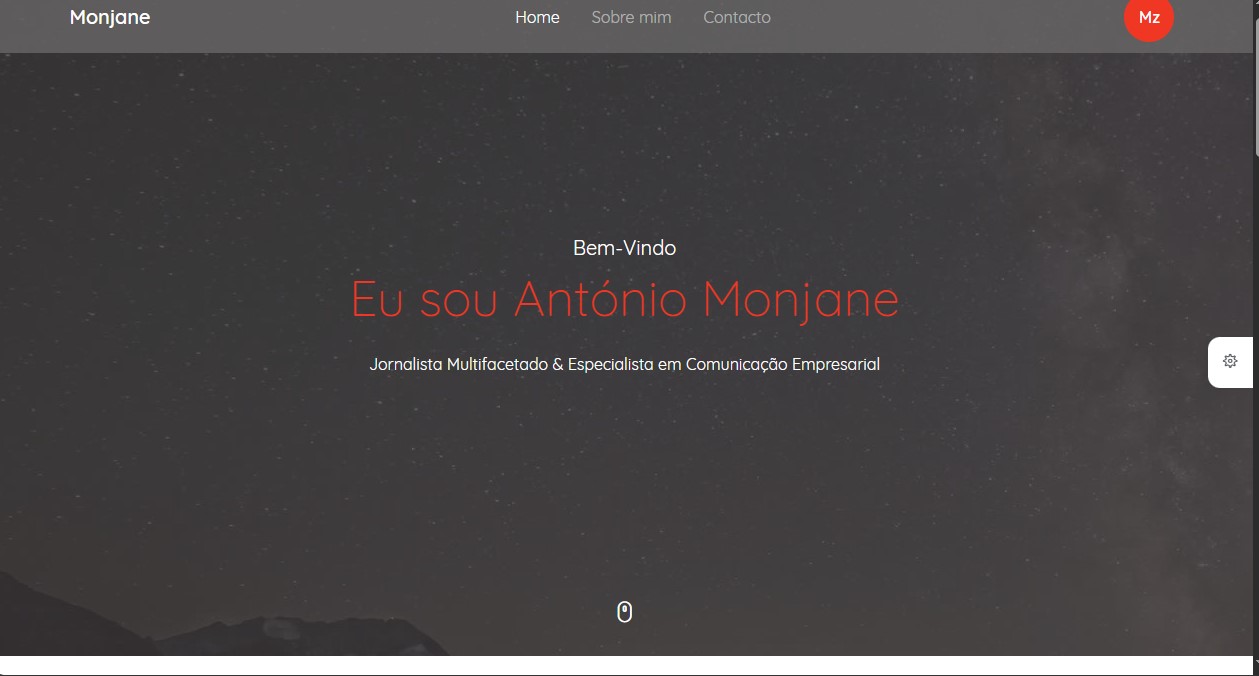 Monjane
Home
Sobre mim
Contacto
Mz
Bem-Vindo
Eu sou António Monjane
Jornalista Multifacetado & Especialista em Comunicação Empresarial